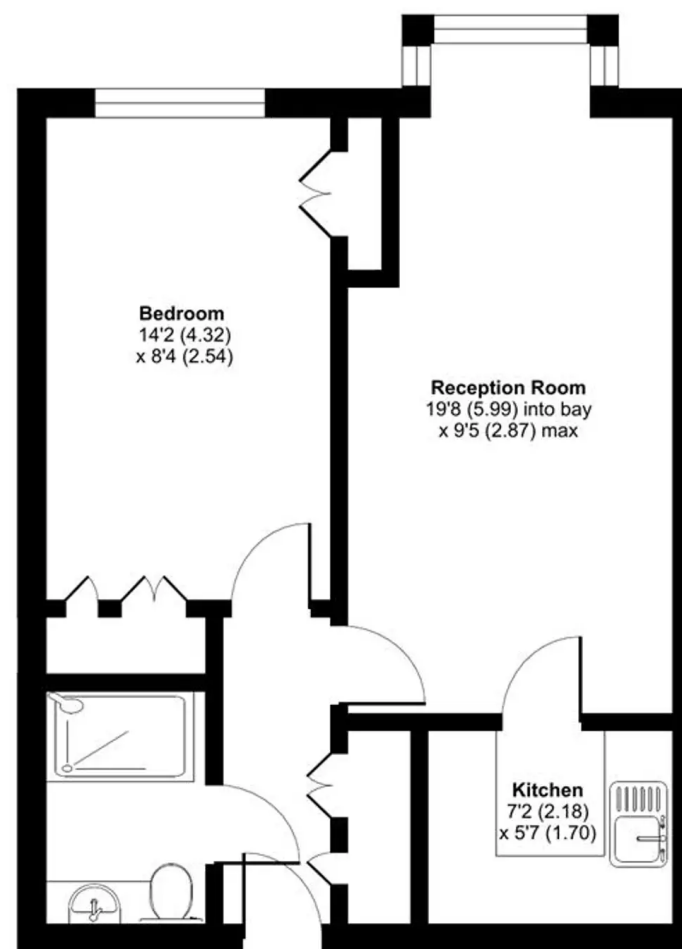 Bedroom
14'2 (4.32)
x 8'4 (2.54)
Reception Room
19'8 (5.99) into bay
x 9'5 (2.87) max
Kitchen
7'2 (2.18)
x 5'7 (1.70)